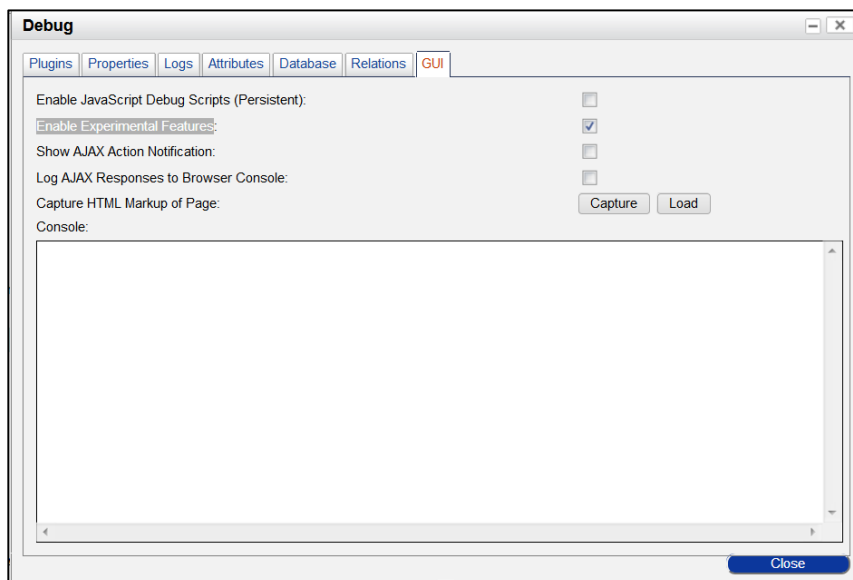 Debug
Plugins Properties Logs Attributes Database Relations GUI
Enable JavaScript Debug Scripts (Persistent):
Enable Experimental Features:
Show AJAX Action Notification:
Log AJAX Responses to Browser Console:
Capture HTML Markup of Page: Capture Load
Console:
Close